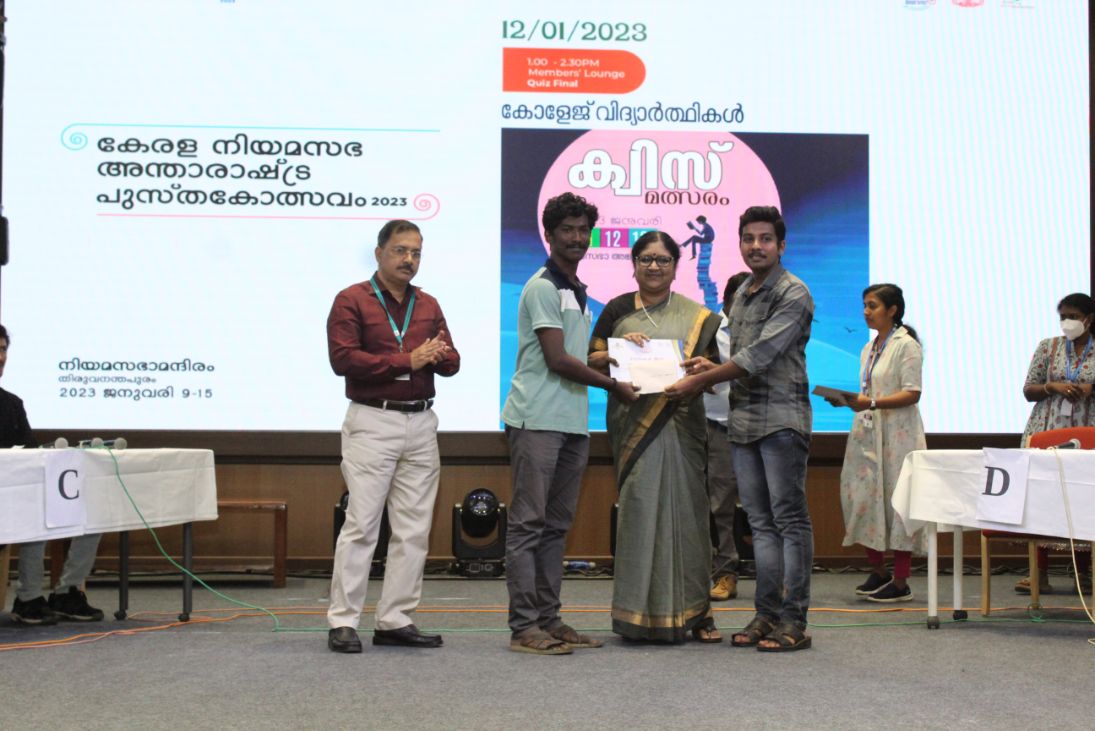 കേരള നിയമസഭ
അന്താരാഷ്ട്ര
പുസ്തകോത്സവം 2023
നിയമസഭാമന്ദിരം
തിരുവനന്തപുരം
2023 ജനുവരി 9-15
12/01/2023
1.00 - 2.30PM
Members' Lounge
Quiz Final
കോളേജ് വിദ്യാർത്ഥികൾ
ക്വിസ്
മത്സരം
ജനുവരി
12
C
D